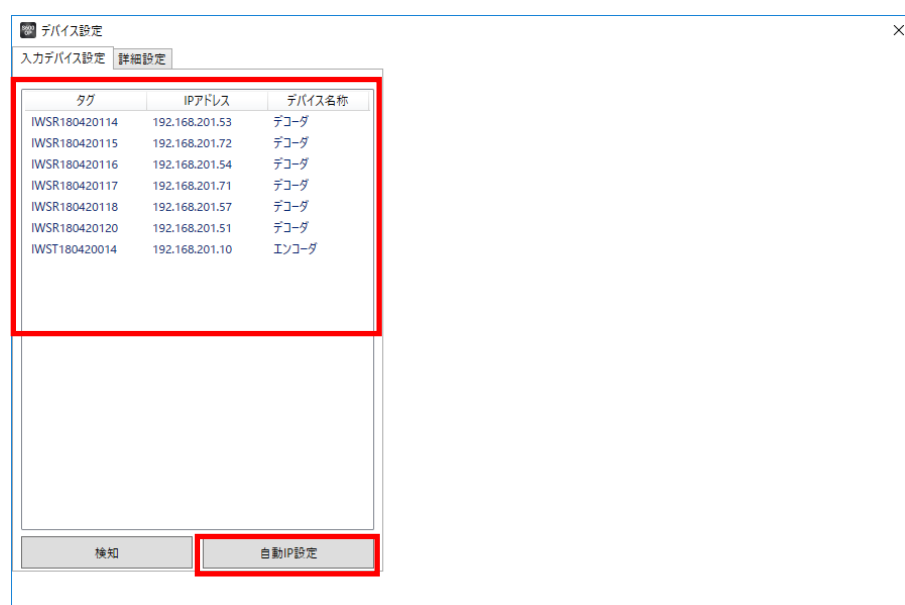 デバイス設定
入力デバイス設定 詳細設定
タグ IPアドレス デバイス名称
IWSR180420114 192.168.201.53 デコーダ
IWSR180420115 192.168.201.72 デコーダ
IWSR180420116 192.168.201.54 デコーダ
IWSR180420117 192.168.201.71 デコーダ
IWSR180420118 192.168.201.57 デコーダ
IWSR180420120 192.168.201.51 デコーダ
IWST180420014 192.168.201.10 エンコーダ
検知 自動IP設定